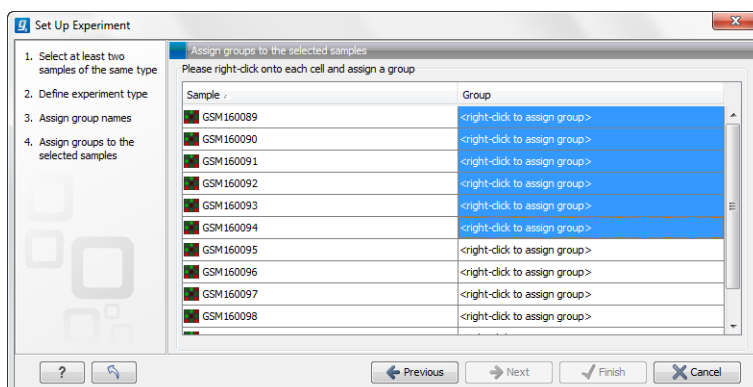 Set Up Experiment
1. Select at least two
samples of the same type
2. Define experiment type
3. Assign group names
4. Assign groups to the
selected samples
Assign groups to the selected samples
Please right-click onto each cell and assign a group
Sample Group
GSM160089 <right-click to assign group>
GSM160090 <right-click to assign group>
GSM160091 <right-click to assign group>
GSM160092 <right-click to assign group>
GSM160093 <right-click to assign group>
GSM160094 <right-click to assign group>
GSM160095 <right-click to assign group>
GSM160096 <right-click to assign group>
GSM160097 <right-click to assign group>
GSM160098 <right-click to assign group>
? Previous Next Finish Cancel